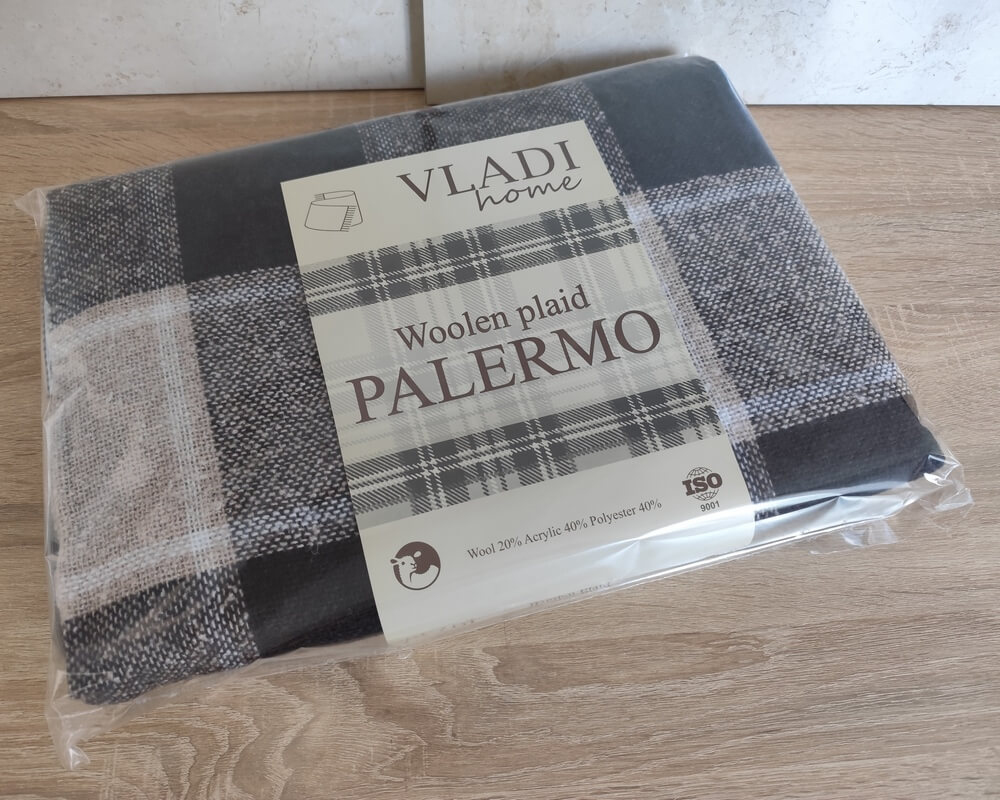 VLADI
home
Woolen plaid
PALERMO
ISO
9001
Wool 20% Acrylic 40% Polyester 40%